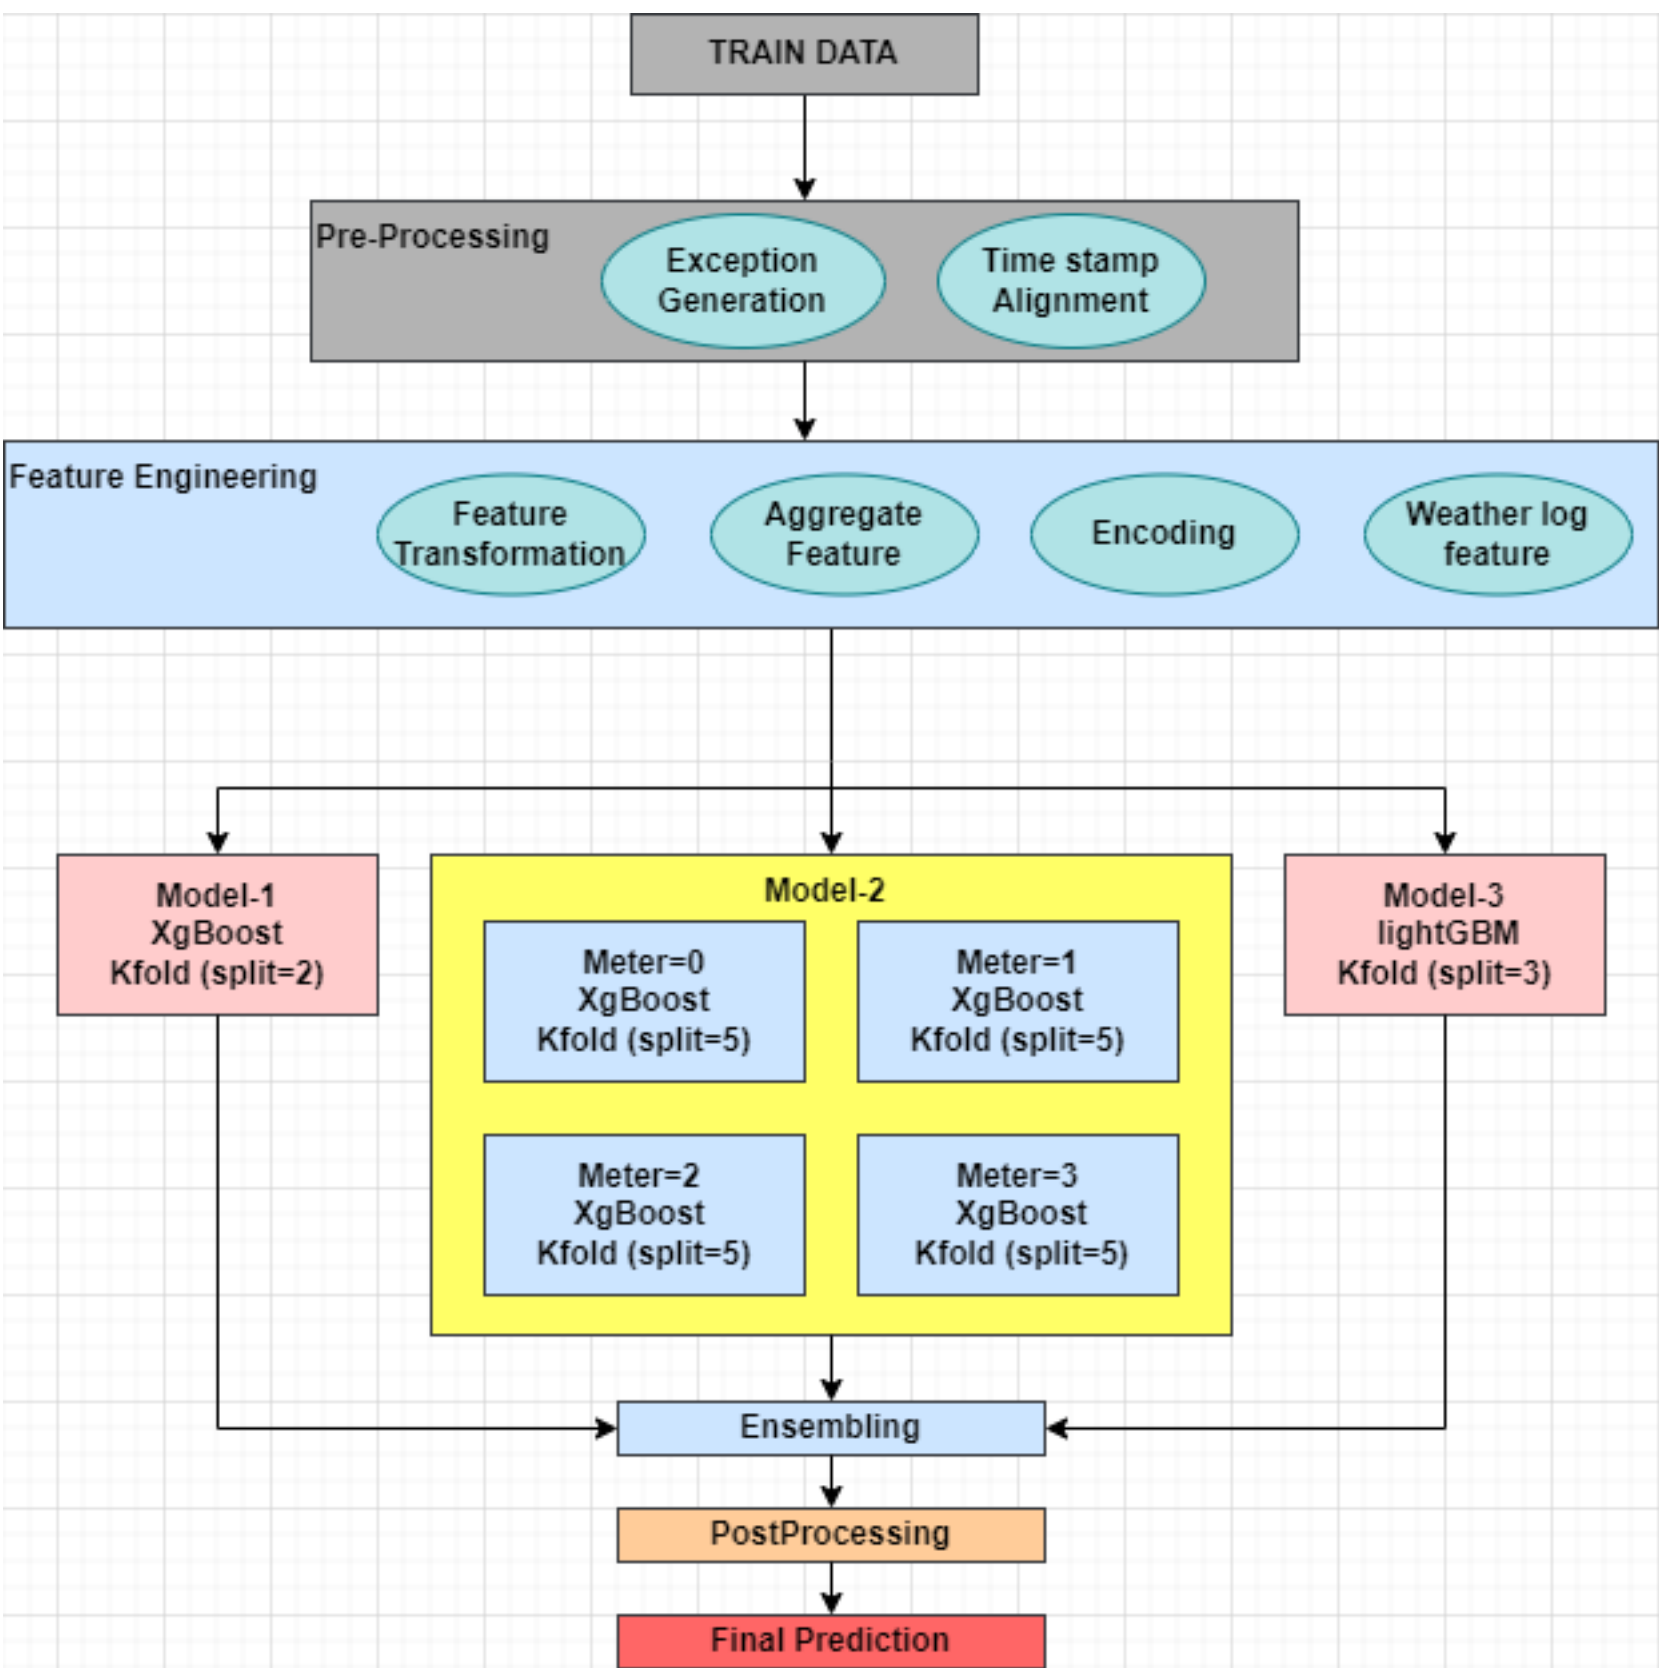 TRAIN DATA
Pre-Processing
Exception
Generation
Time stamp
Alignment
Feature Engineering
Feature
Transformation
Aggregate
Feature
Encoding
Weather log
feature
Model-1
XgBoost
Kfold (split=2)
Model-2
Meter=0
XgBoost
Kfold (split=5)
Meter=1
XgBoost
Kfold (split=5)
Meter=2
XgBoost
Kfold (split=5)
Meter=3
XgBoost
Kfold (split=5)
Model-3
lightGBM
Kfold (split=3)
Ensembling
PostProcessing
Final Prediction